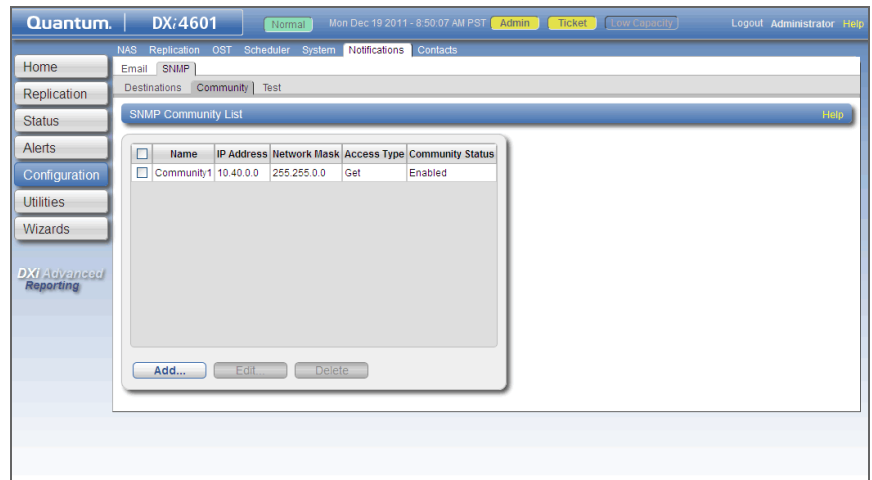 Quantum. DXi4601 Normal Mon Dec 19 2011 - 8:50:07 AM PST Admin Ticket Low Capacity Logout Administrator Help
NAS Replication OST Scheduler System Notifications Contacts
Home
Email SNMP
Replication
Destinations Community Test
Status
SNMP Community List Help
Alerts
Name IP Address Network Mask Access Type Community Status
Configuration
Community1 10.40.0.0 255.255.0.0 Get Enabled
Utilities
Wizards
DXi Advanced
Reporting
Add... Edit... Delete